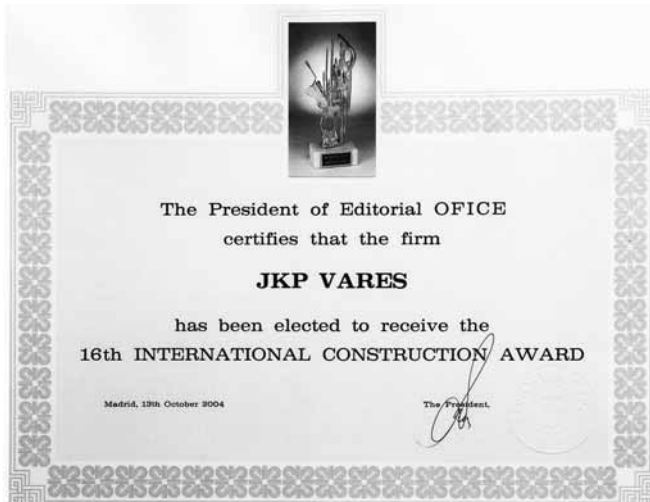 The President of Editorial OFICE
certifies that the firm
JKP VARES
has been elected to receive the
16th INTERNATIONAL CONSTRUCTION AWARD
Madrid, 13th October 2004
The President,